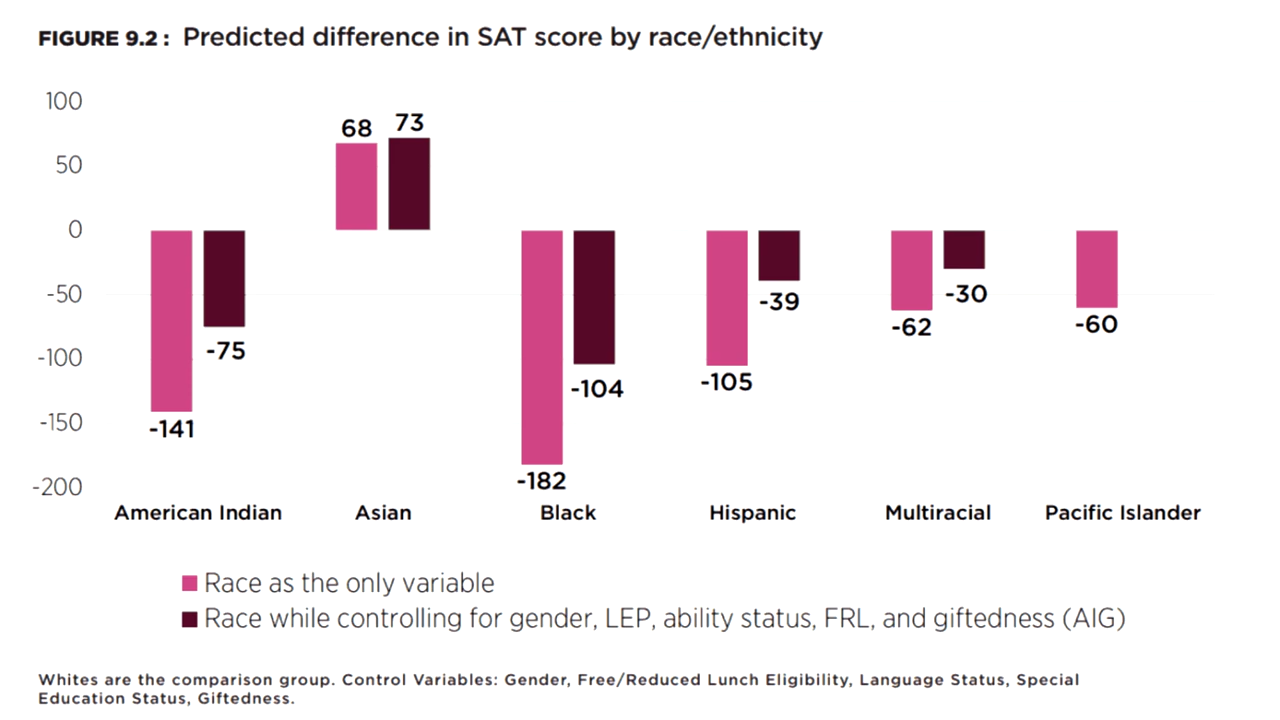 FIGURE 9.2 : Predicted difference in SAT score by race/ethnicity
100
50
0
-50
-100
-150
-200
68
73
-141
-75
-182
-104
-105
-39
-62
-30
-60
American Indian
Asian
Black
Hispanic
Multiracial
Pacific Islander
Race as the only variable
Race while controlling for gender, LEP, ability status, FRL, and giftedness (AIG)
Whites are the comparison group. Control Variables: Gender, Free/Reduced Lunch Eligibility, Language Status, Special
Education Status, Giftedness.